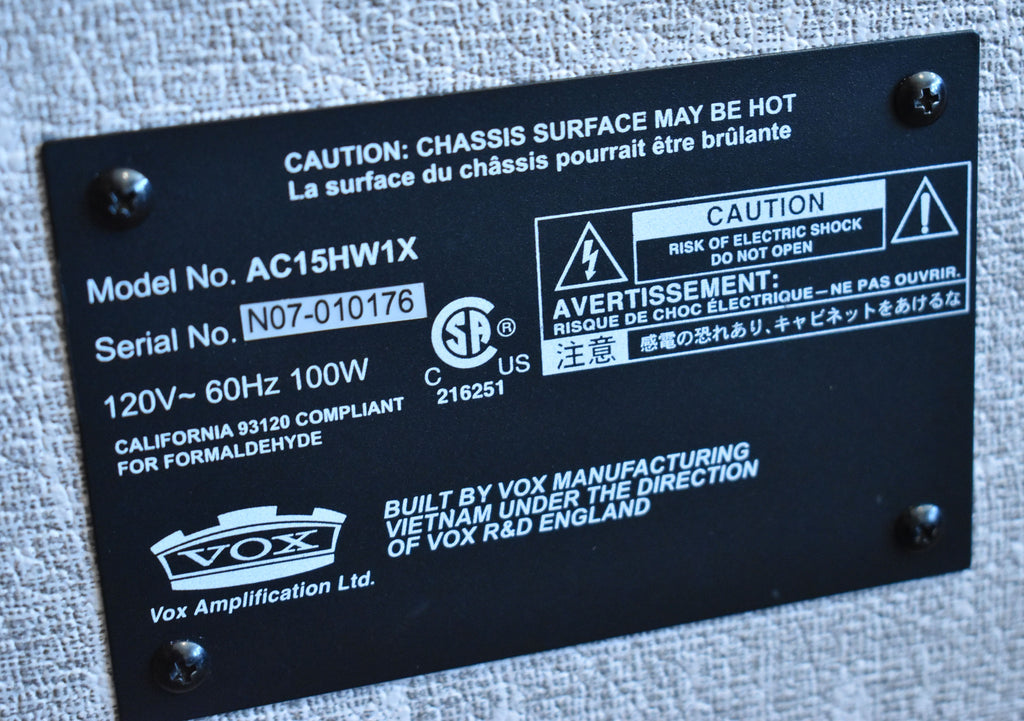 CAUTION: CHASSIS SURFACE MAY BE HOT
La surface du châssis pourrait être brûlante
Model No. AC15HW1X
Serial No. N07-010176
120V~ 60Hz 100W
CALIFORNIA 93120 COMPLIANT
FOR FORMALDEHYDE
SA ®
C US
216251
CAUTION
RISK OF ELECTRIC SHOCK
DO NOT OPEN
!
AVERTISSEMENT:
RISQUE DE CHOC ÉLECTRIQUE—NE PAS OUVRIR.
注意 感電の恐れあり、キャビネットをあけるな
VOX
Vox Amplification Ltd.
BUILT BY VOX MANUFACTURING
VIETNAM UNDER THE DIRECTION
OF VOX R&D ENGLAND